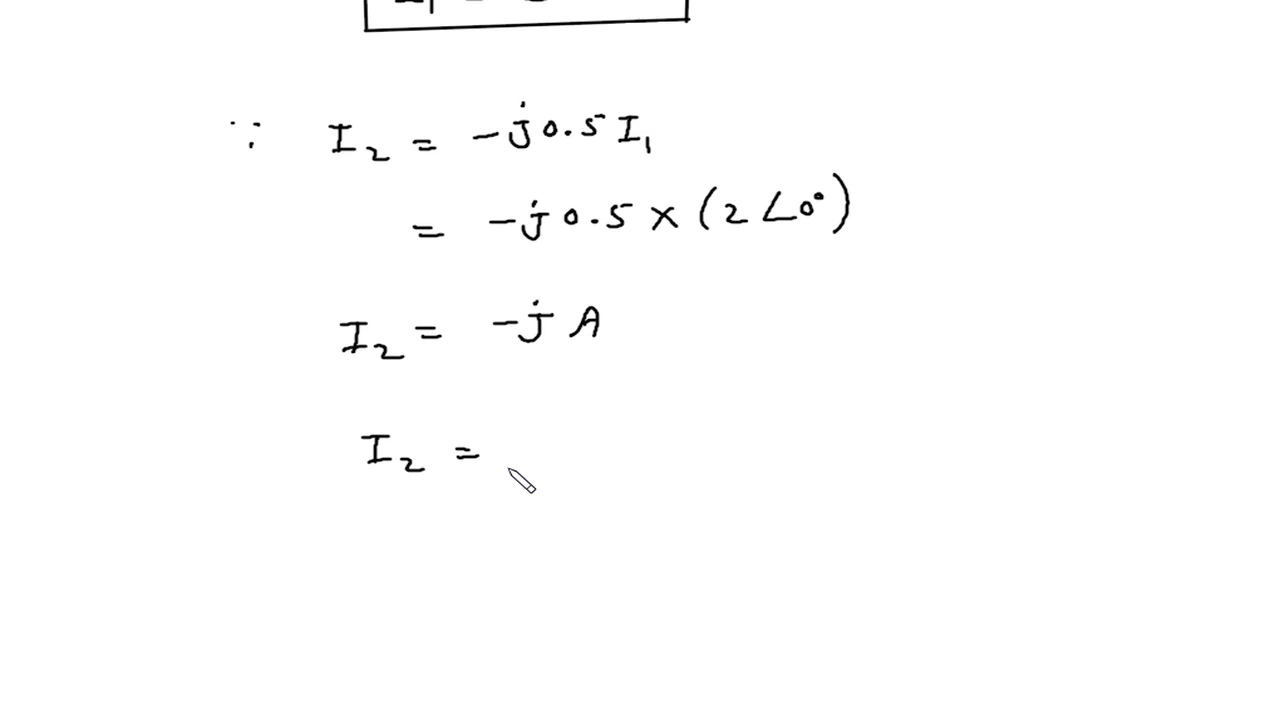 ∵ I₂ = -j0.5 I₁
= -j0.5 × (2 ∠0°)
I₂ = -j A
I₂ =